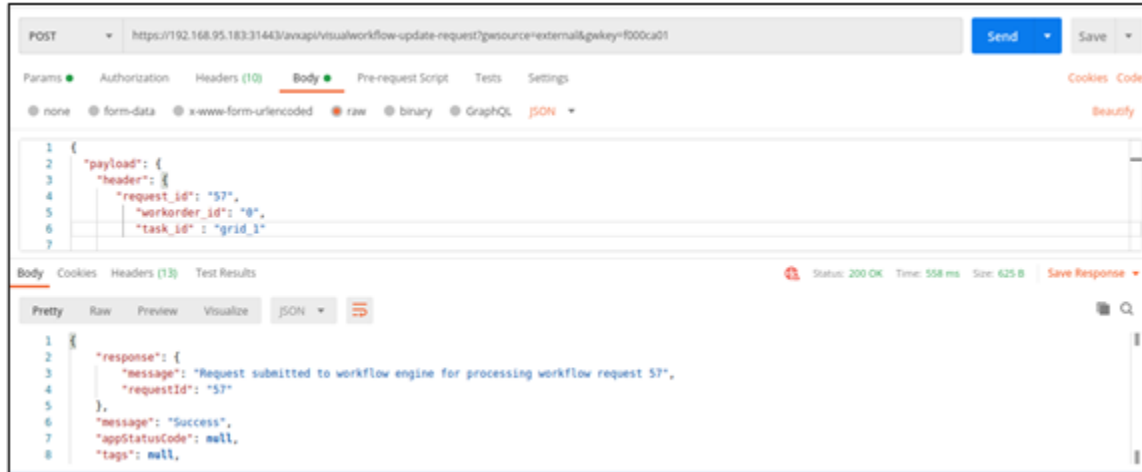 POST https://192.168.95.183:31443/avxapi/visualworkflow-update-request?gwsource=external&gwkey=f000ca01 Send Save
Params Authorization Headers (10) Body Pre-request Script Tests Settings Cookies Code
none form-data x-www-form-urlencoded raw binary GraphQL JSON Beautify
1 {
2 "payload": {
3 "header": {
4 "request_id": "57",
5 "workorder_id": "0",
6 "task_id" : "grid_1"
7
Body Cookies Headers (13) Test Results Status: 200 OK Time: 558 ms Size: 625 B Save Response
Pretty Raw Preview Visualize JSON
1 {
2 "response": {
3 "message": "Request submitted to workflow engine for processing workflow request 57",
4 "requestId": "57"
5 },
6 "message": "Success",
7 "appStatusCode": null,
8 "tags": null,